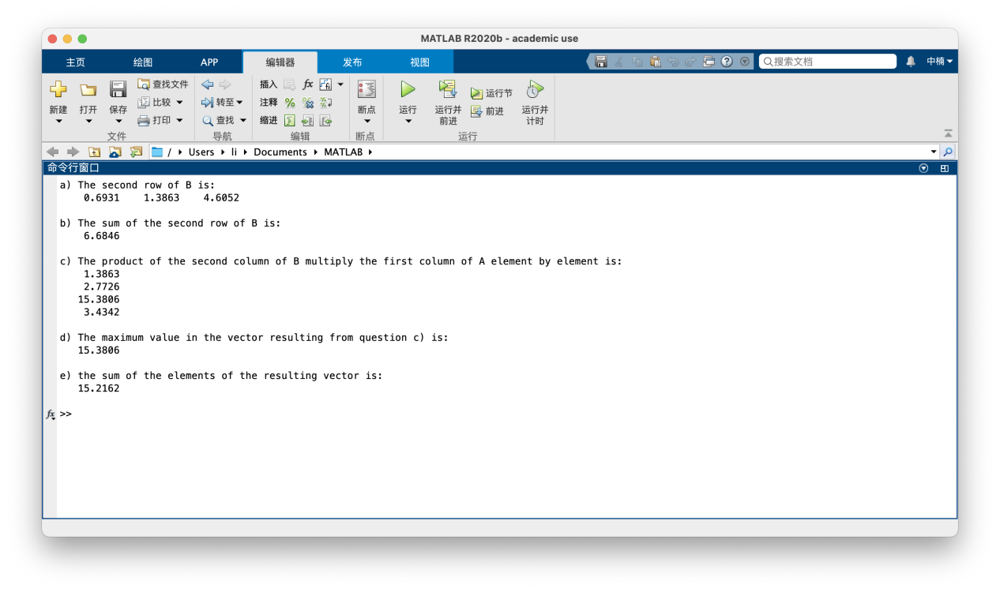 MATLAB R2020b - academic use
主页 绘图 APP 编辑器 发布 视图 搜索文档 中楠
新建 打开 保存 查找文件 比较 打印 文件
转至 查找 导航
插入 fx 注释 缩进 编辑
断点 断点
运行 运行并前进 运行节 前进 运行并计时 运行
/ Users li Documents MATLAB
命令行窗口
a) The second row of B is:
0.6931 1.3863 4.6052
b) The sum of the second row of B is:
6.6846
c) The product of the second column of B multiply the first column of A element by element is:
1.3863
2.7726
15.3806
3.4342
d) The maximum value in the vector resulting from question c) is:
15.3806
e) the sum of the elements of the resulting vector is:
15.2162
fx >>